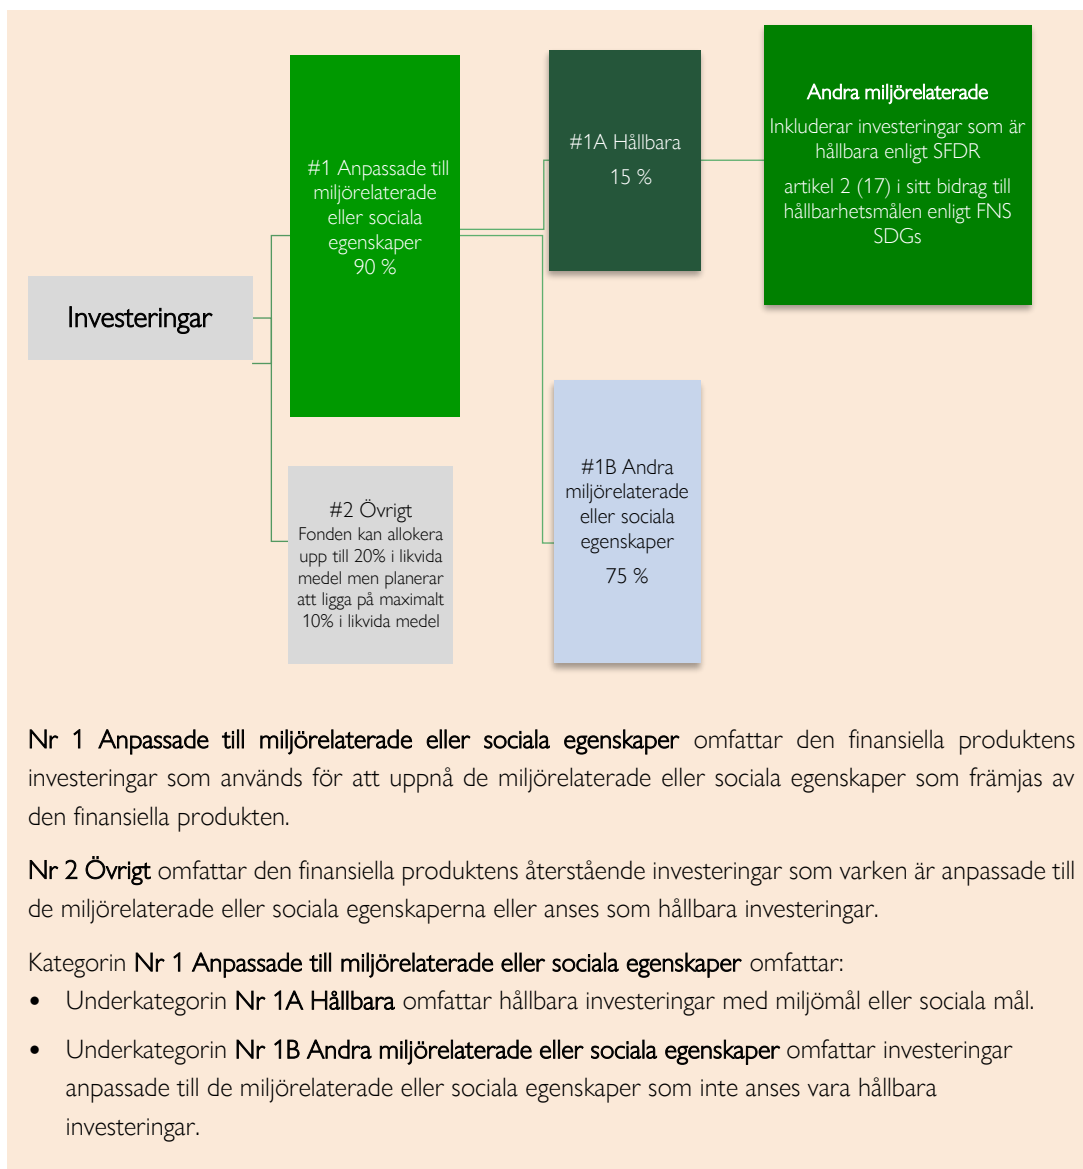 Investeringar
#1 Anpassade till
miljörelaterade
eller sociala
egenskaper
90 %
#2 Övrigt
Fonden kan allokera
upp till 20% i likvida
medel men planerar
att ligga på maximalt
10% i likvida medel
#1A Hållbara
15 %
#1B Andra
miljörelaterade
eller sociala
egenskaper
75 %
Andra miljörelaterade
Inkluderar investeringar som är
hållbara enligt SFDR
artikel 2 (17) i sitt bidrag till
hållbarhetsmålen enligt FNS
SDGs
Nr 1 Anpassade till miljörelaterade eller sociala egenskaper omfattar den finansiella produktens
investeringar som används för att uppnå de miljörelaterade eller sociala egenskaper som främjas av
den finansiella produkten.
Nr 2 Övrigt omfattar den finansiella produktens återstående investeringar som varken är anpassade till
de miljörelaterade eller sociala egenskaperna eller anses som hållbara investeringar.
Kategorin Nr 1 Anpassade till miljörelaterade eller sociala egenskaper omfattar:
• Underkategorin Nr 1A Hållbara omfattar hållbara investeringar med miljömål eller sociala mål.
• Underkategorin Nr 1B Andra miljörelaterade eller sociala egenskaper omfattar investeringar
anpassade till de miljörelaterade eller sociala egenskaper som inte anses vara hållbara
investeringar.